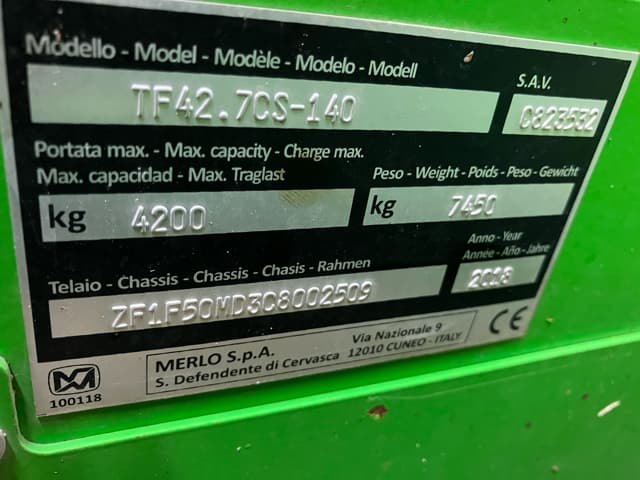 Modello - Model - Modèle - Modelo - Modell
S.A.V.
TF42.7CS-140
C823532
Portata max. - Max. capacity - Charge max.
Max. capacidad - Max. Traglast
Peso - Weight - Poids - Peso - Gewicht
kg 4200
kg 7450
Telaio - Chassis - Chassis - Chasis - Rahmen
Anno - Year
Année - Año - Jahre
ZF1F50MD3C8002509
2018
MERLO S.p.A.
S. Defendente di Cervasca
Via Nazionale 9
12010 CUNEO - ITALY
CE
100118